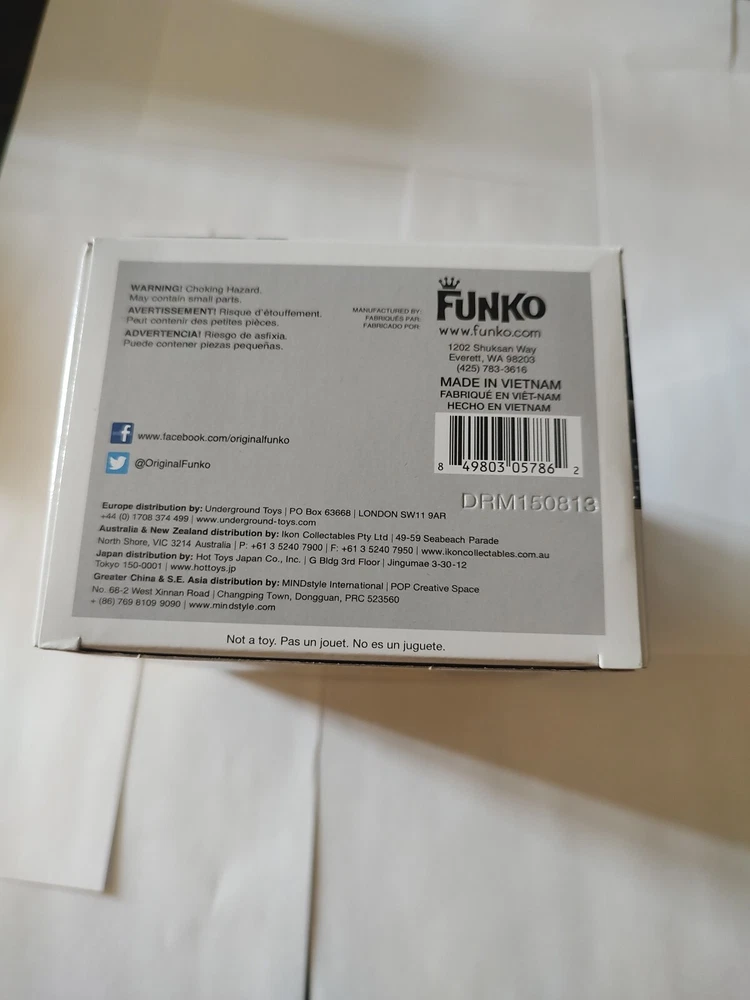 WARNING! Choking Hazard.
May contain small parts.
AVERTISSEMENT! Risque d'étouffement.
Peut contenir des petites pièces.
ADVERTENCIA! Riesgo de asfixia.
Puede contener piezas pequeñas.
MANUFACTURED BY:
FABRIQUÉS PAR:
FABRICADO POR:
FUNKO
www.funko.com
1202 Shuksan Way
Everett, WA 98203
(425) 783-3616
MADE IN VIETNAM
FABRIQUÉ EN VIÊT-NAM
HECHO EN VIETNAM
8 49803 05786 2
f www.facebook.com/originalfunko
@OriginalFunko
DRM150813
Europe distribution by: Underground Toys | PO Box 63668 | LONDON SW11 9AR
+44 (0) 1708 374 499 | www.underground-toys.com
Australia & New Zealand distribution by: Ikon Collectables Pty Ltd | 49-59 Seabeach Parade
North Shore, VIC 3214 Australia | P: +61 3 5240 7900 | F: +61 3 5240 7950 | www.ikoncollectables.com.au
Japan distribution by: Hot Toys Japan Co., Inc. | G Bldg 3rd Floor | Jingumae 3-30-12
Tokyo 150-0001 | www.hottoys.jp
Greater China & S.E. Asia distribution by: MINDstyle International | POP Creative Space
No. 68-2 West Xinnan Road | Changping Town, Dongguan, PRC 523560
+ (86) 769 8109 9090 | www.mindstyle.com
Not a toy. Pas un jouet. No es un juguete.